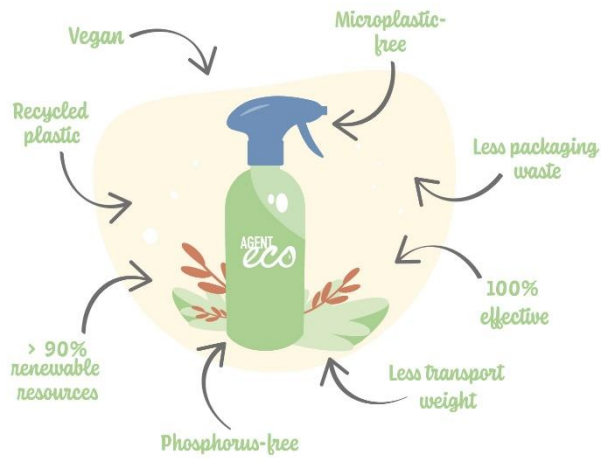 Vegan
Microplastic-
free
Recycled
plastic
Less packaging
waste
AGENT
eco
100%
effective
> 90%
renewable
resources
Less transport
weight
Phosphorus-free